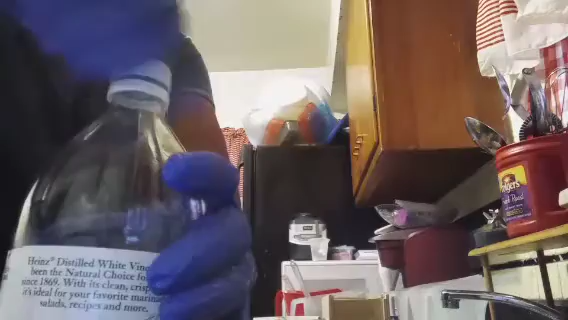 Heinz® Distilled White Vine
been the Natural Choice fo
since 1869. With its clean, crisp
it's ideal for your favorite marina
salads, recipes and more.
Roast